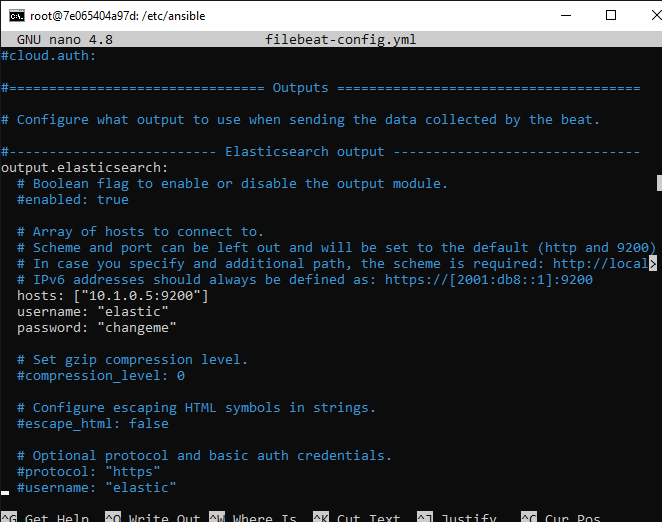 root@7e065404a97d: /etc/ansible
GNU nano 4.8 filebeat-config.yml
#cloud.auth:
#================================ Outputs ======================================
# Configure what output to use when sending the data collected by the beat.
#-------------------------- Elasticsearch output -------------------------------
output.elasticsearch:
# Boolean flag to enable or disable the output module.
#enabled: true
# Array of hosts to connect to.
# Scheme and port can be left out and will be set to the default (http and 9200)
# In case you specify and additional path, the scheme is required: http://local>
# IPv6 addresses should always be defined as: https://[2001:db8::1]:9200
hosts: ["10.1.0.5:9200"]
username: "elastic"
password: "changeme"
# Set gzip compression level.
#compression_level: 0
# Configure escaping HTML symbols in strings.
#escape_html: false
# Optional protocol and basic auth credentials.
#protocol: "https"
#username: "elastic"
^G Get Help ^O Write Out ^W Where Is ^K Cut Text ^J Justify ^C Cur Pos